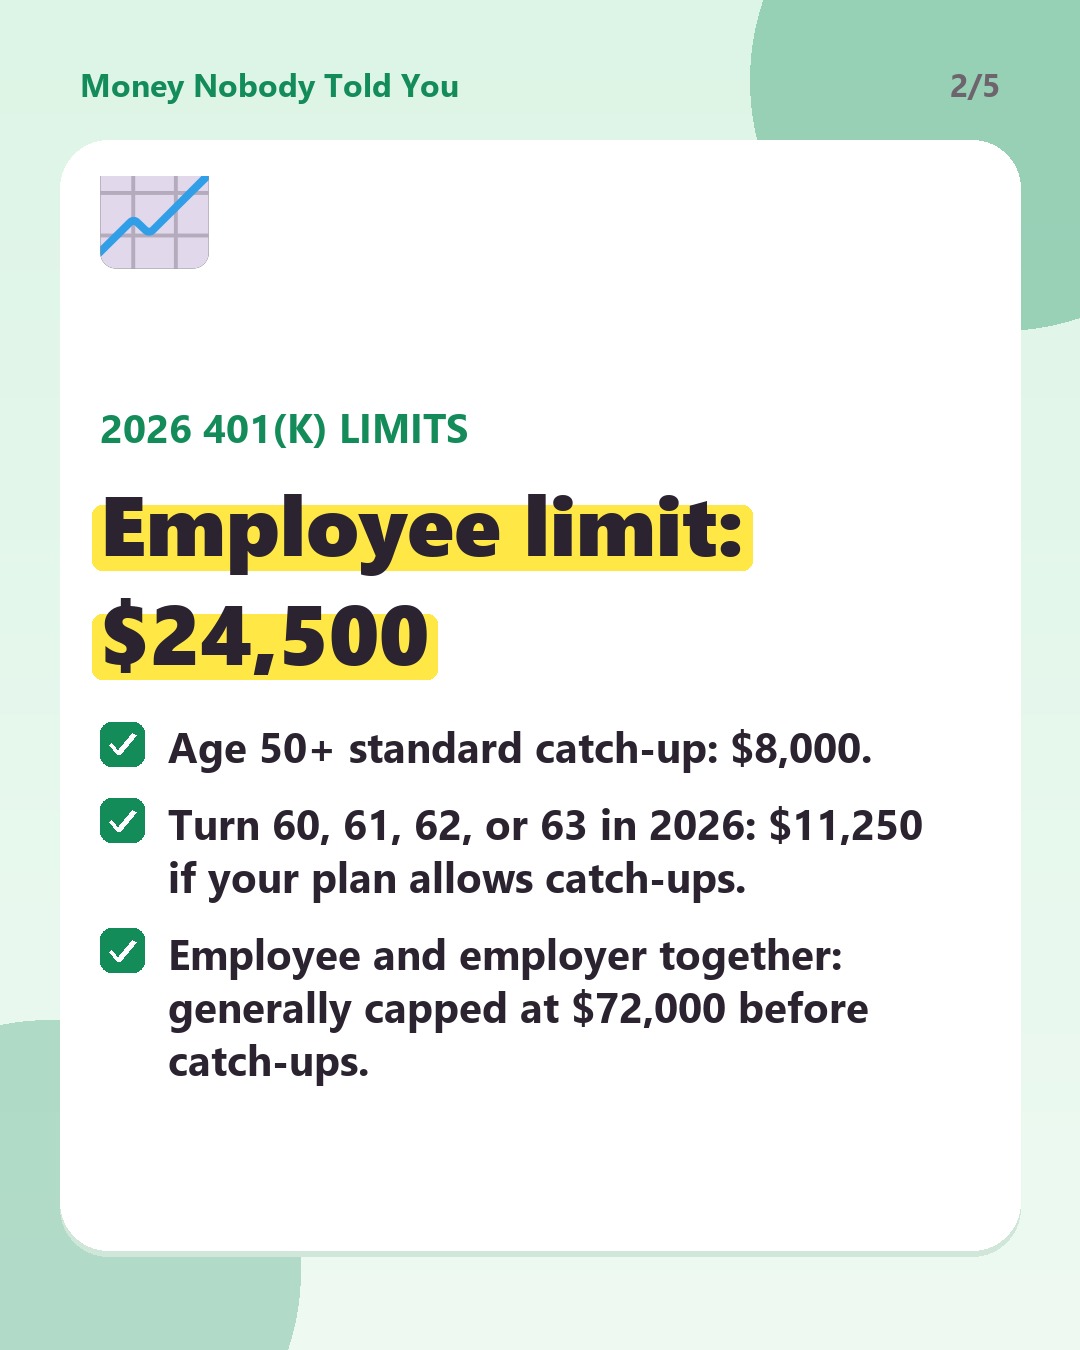 Money Nobody Told You
2/5
2026 401(K) LIMITS
Employee limit:
$24,500
Age 50+ standard catch-up: $8,000.
Turn 60, 61, 62, or 63 in 2026: $11,250
if your plan allows catch-ups.
Employee and employer together:
generally capped at $72,000 before
catch-ups.